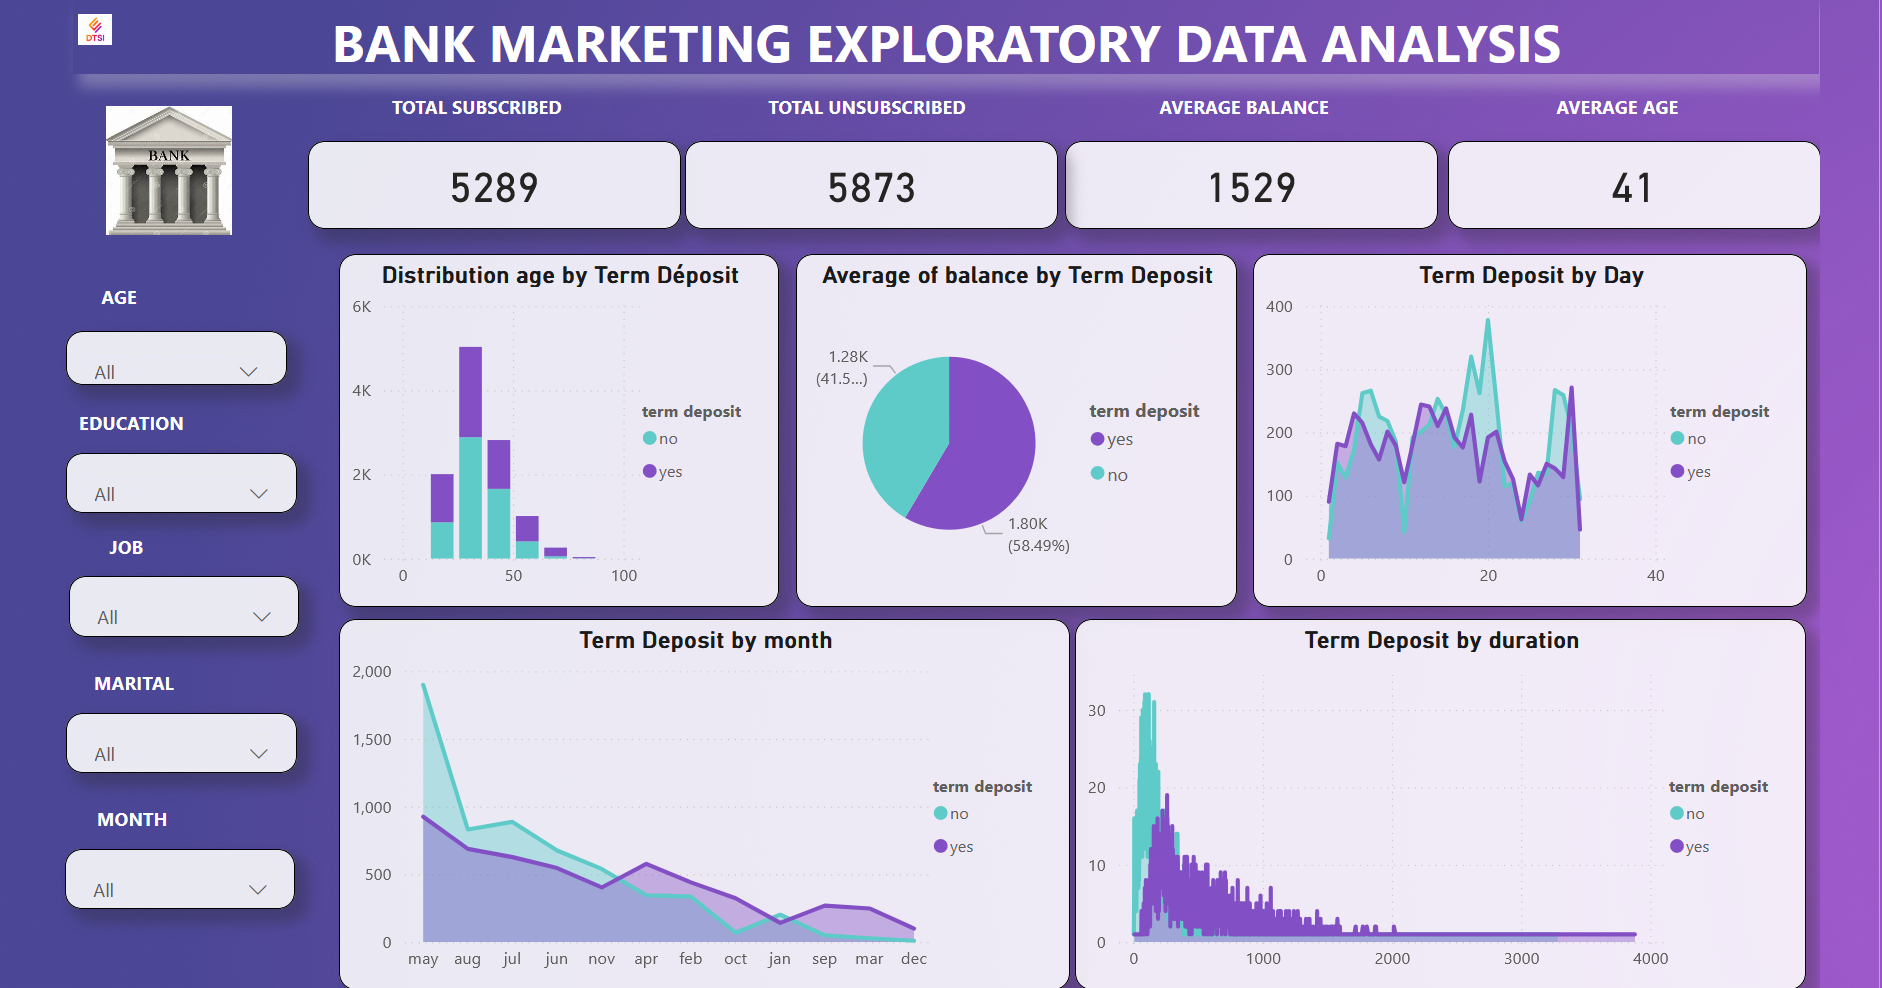 DTSI
BANK MARKETING EXPLORATORY DATA ANALYSIS
TOTAL SUBSCRIBED
TOTAL UNSUBSCRIBED
AVERAGE BALANCE
AVERAGE AGE
BANK
5289
5873
1529
41
AGE
All
EDUCATION
All
JOB
All
MARITAL
All
MONTH
All
Distribution age by Term Déposit
6K
4K
2K
0K
0 50 100
term deposit
no
yes
Average of balance by Term Deposit
1.28K
(41.5...)
1.80K
(58.49%)
term deposit
yes
no
Term Deposit by Day
400
300
200
100
0
0 20 40
term deposit
no
yes
Term Deposit by month
2,000
1,500
1,000
500
0
may aug jul jun nov apr feb oct jan sep mar dec
term deposit
no
yes
Term Deposit by duration
30
20
10
0
0 1000 2000 3000 4000
term deposit
no
yes